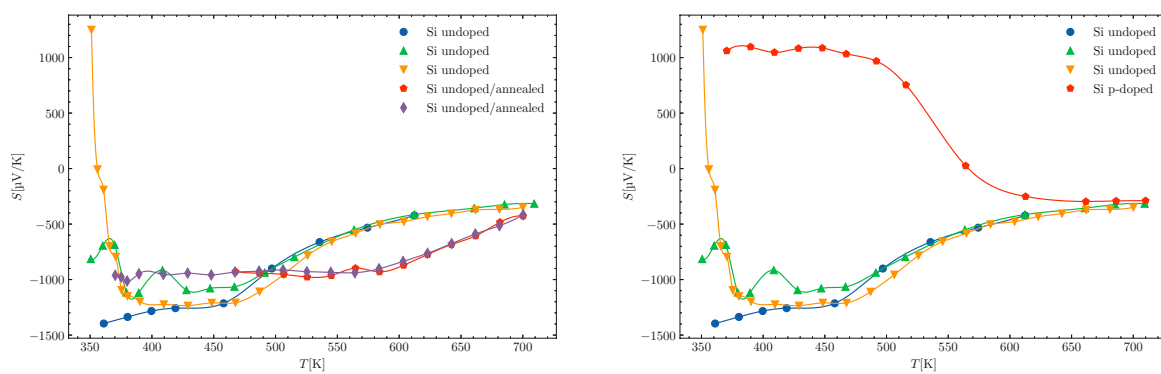 1000
500
0
−500
−1000
−1500
S[µV/K]
350 400 450 500 550 600 650 700
T[K]
Si undoped
Si undoped
Si undoped
Si undoped/annealed
Si undoped/annealed
1000
500
0
−500
−1000
−1500
S[µV/K]
350 400 450 500 550 600 650 700
T[K]
Si undoped
Si undoped
Si undoped
Si p-doped